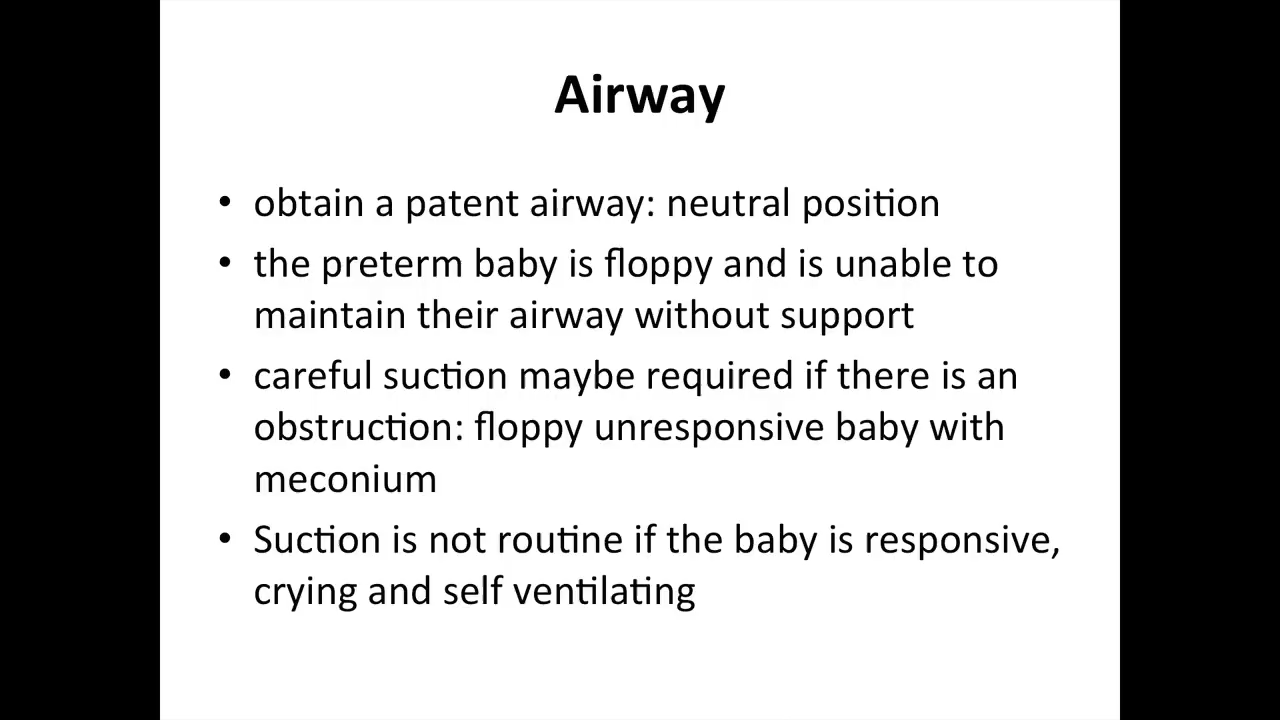 Airway
• obtain a patent airway: neutral position
• the preterm baby is floppy and is unable to
maintain their airway without support
• careful suction maybe required if there is an
obstruction: floppy unresponsive baby with
meconium
• Suction is not routine if the baby is responsive,
crying and self ventilating